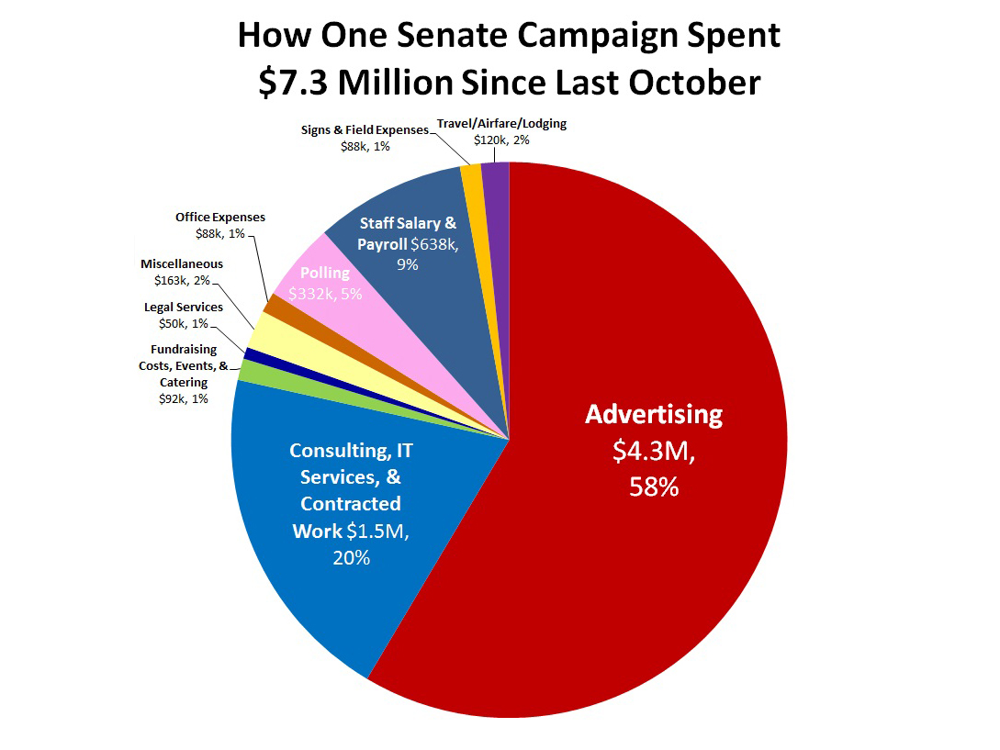 How One Senate Campaign Spent
$7.3 Million Since Last October
Signs & Field Expenses
$88k, 1%
Travel/Airfare/Lodging
$120k, 2%
Office Expenses
$88k, 1%
Staff Salary &
Payroll $638k,
9%
Miscellaneous
$163k, 2%
Polling
$332k, 5%
Legal Services
$50k, 1%
Fundraising
Costs, Events, &
Catering
$92k, 1%
Advertising
$4.3M,
58%
Consulting, IT
Services, &
Contracted
Work $1.5M,
20%